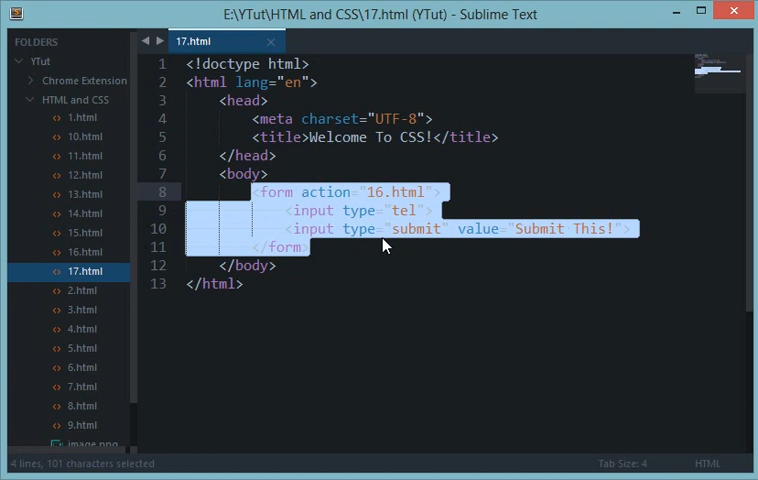 E:\YTut\HTML and CSS\17.html (YTut) - Sublime Text
FOLDERS
YTut
Chrome Extension
HTML and CSS
1.html
10.html
11.html
12.html
13.html
14.html
15.html
16.html
17.html
2.html
3.html
4.html
5.html
6.html
7.html
8.html
9.html
image.png
17.html
1 <!doctype html>
2 <html lang="en">
3 <head>
4 <meta charset="UTF-8">
5 <title>Welcome To CSS!</title>
6 </head>
7 <body>
8 <form action="16.html">
9 <input type="tel">
10 <input type="submit" value="Submit This!">
11 </form>
12 </body>
13 </html>
4 lines, 101 characters selected
Tab Size: 4
HTML